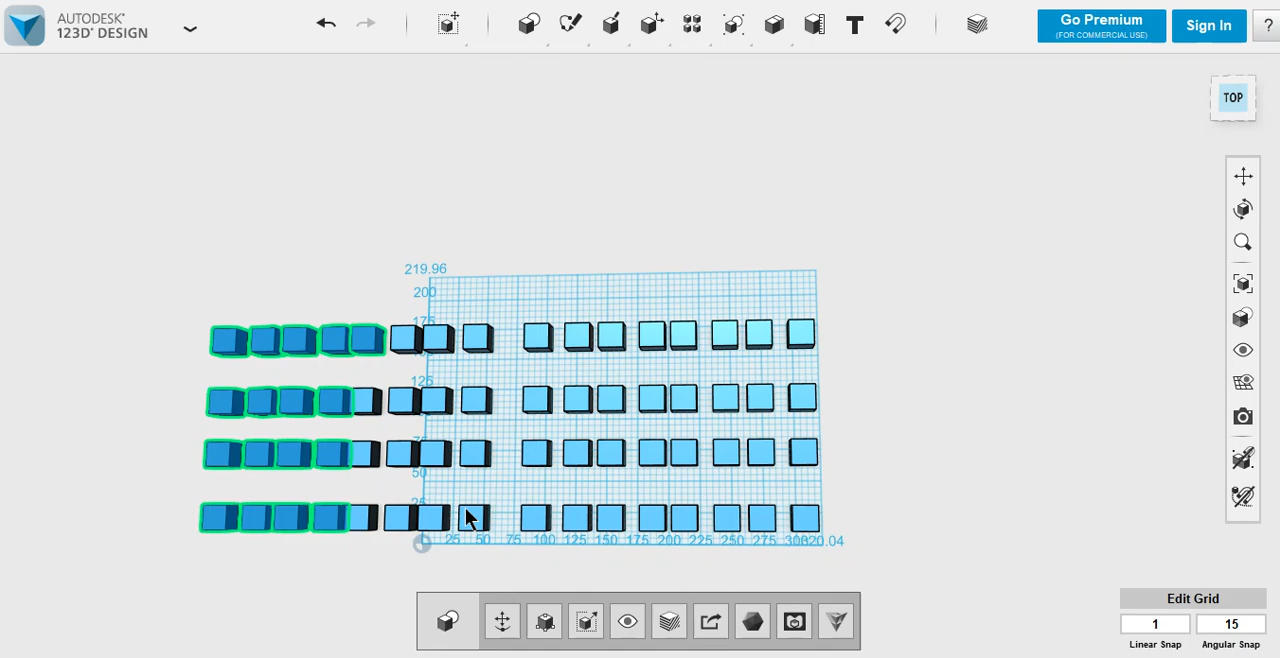 AUTODESK®
123D® DESIGN
Go Premium
(FOR COMMERCIAL USE)
Sign In
?
TOP
219.96
200
175
125
75
50
25
25 50 75 100 125 150 175 200 225 250 275 300 320.04
Edit Grid
1 15
Linear Snap Angular Snap